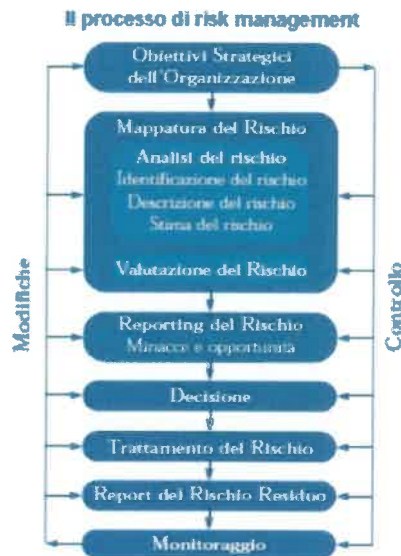 Il processo di risk management
Obiettivi Strategici
dell'Organizzazione
Mappatura del Rischio
Analisi del rischio
Identificazione del rischio
Descrizione del rischio
Stima del rischio
Valutazione del Rischio
Reporting del Rischio
Minacce e opportunità
Decisione
Trattamento del Rischio
Report del Rischio Residuo
Monitoraggio
Modifiche
Controllo